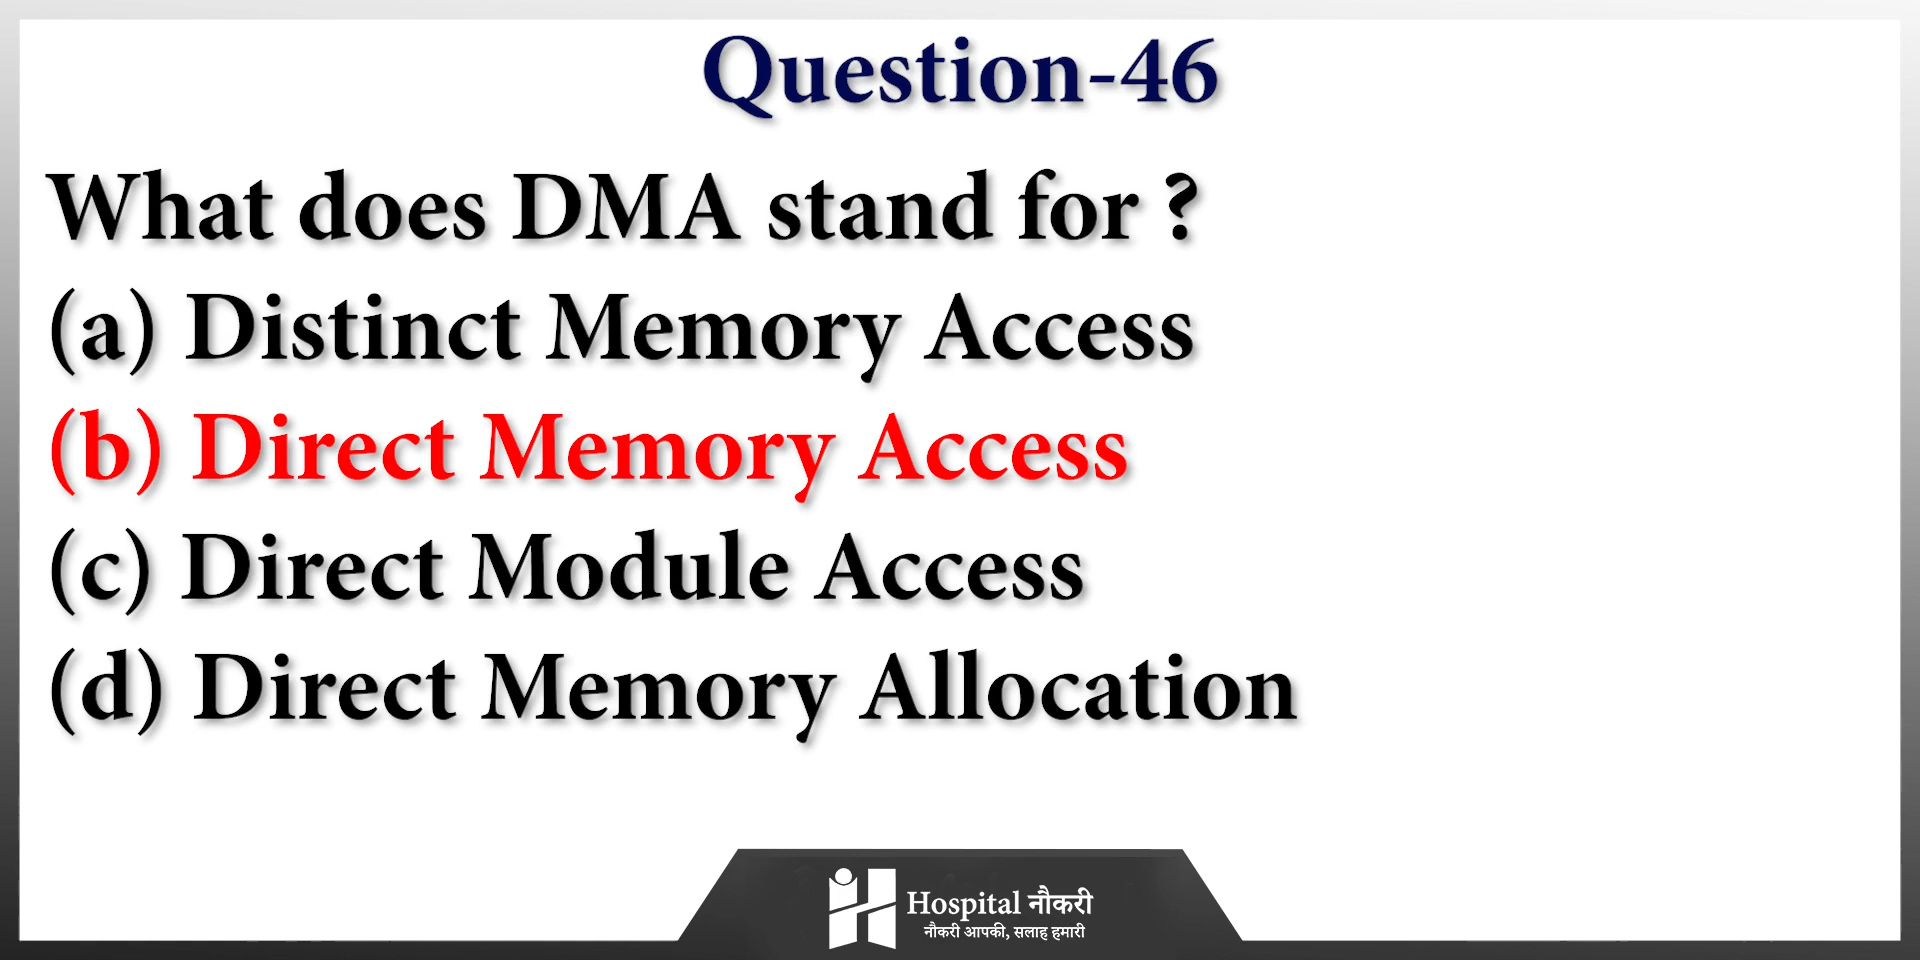 Question-46
What does DMA stand for ?
(a) Distinct Memory Access
(b) Direct Memory Access
(c) Direct Module Access
(d) Direct Memory Allocation
Hospital नौकरी
नौकरी आपकी, सलाह हमारी